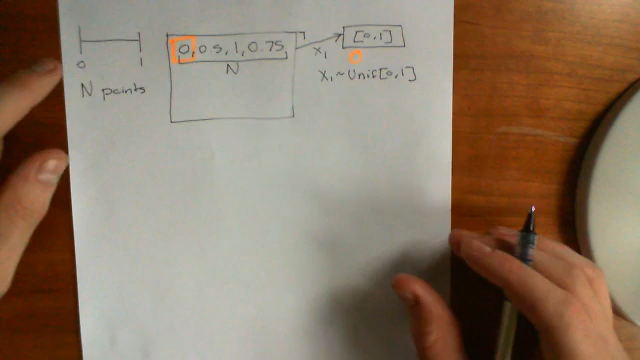 0 1
N points
0, 0.5, 1, 0.75
N
X₁
[0,1]
X₁~Unif[0,1]